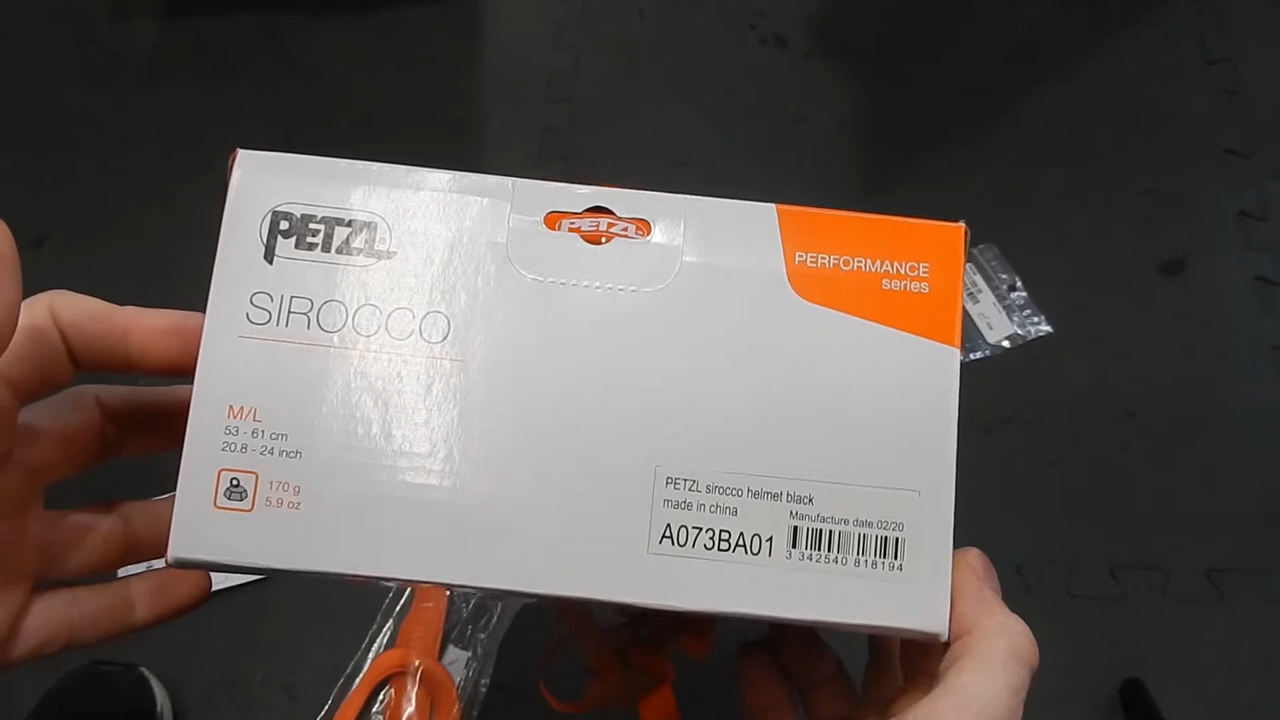 PETZL
PETZL
PERFORMANCE
series
SIROCCO
M/L
53 - 61 cm
20.8 - 24 inch
170 g
5.9 oz
PETZL sirocco helmet black
made in china
Manufacture date:02/20
A073BA01
3 342540 818194